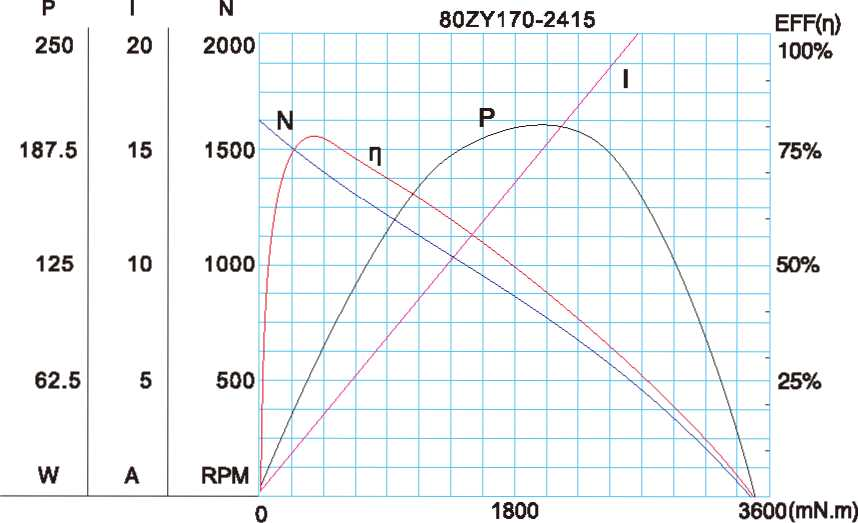 P I N 80ZY170-2415 EFF(η)
250 20 2000 100%
I
N P
187.5 15 1500 η 75%
125 10 1000 50%
62.5 5 500 25%
W A RPM
0 1800 3600(mN.m)